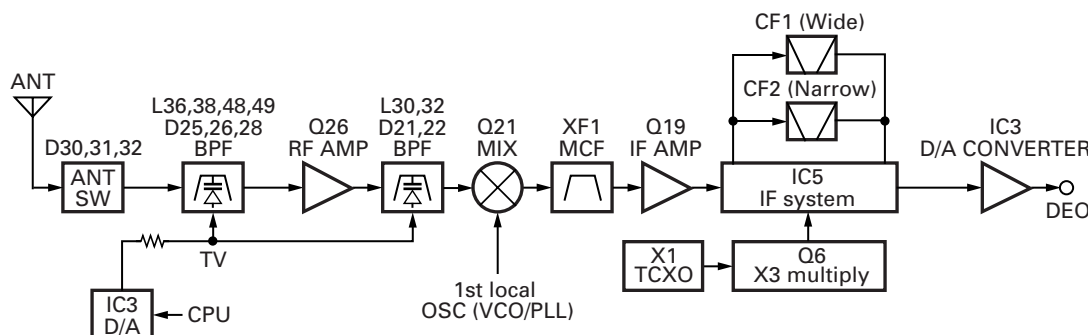 ANT
D30,31,32
ANT
SW
L36,38,48,49
D25,26,28
BPF
Q26
RF AMP
L30,32
D21,22
BPF
Q21
MIX
XF1
MCF
Q19
IF AMP
CF1 (Wide)
CF2 (Narrow)
IC5
IF system
IC3
D/A CONVERTER
DEO
TV
IC3
D/A
CPU
1st local
OSC (VCO/PLL)
X1
TCXO
Q6
X3 multiply